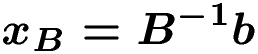 x_B = B^{-1}b